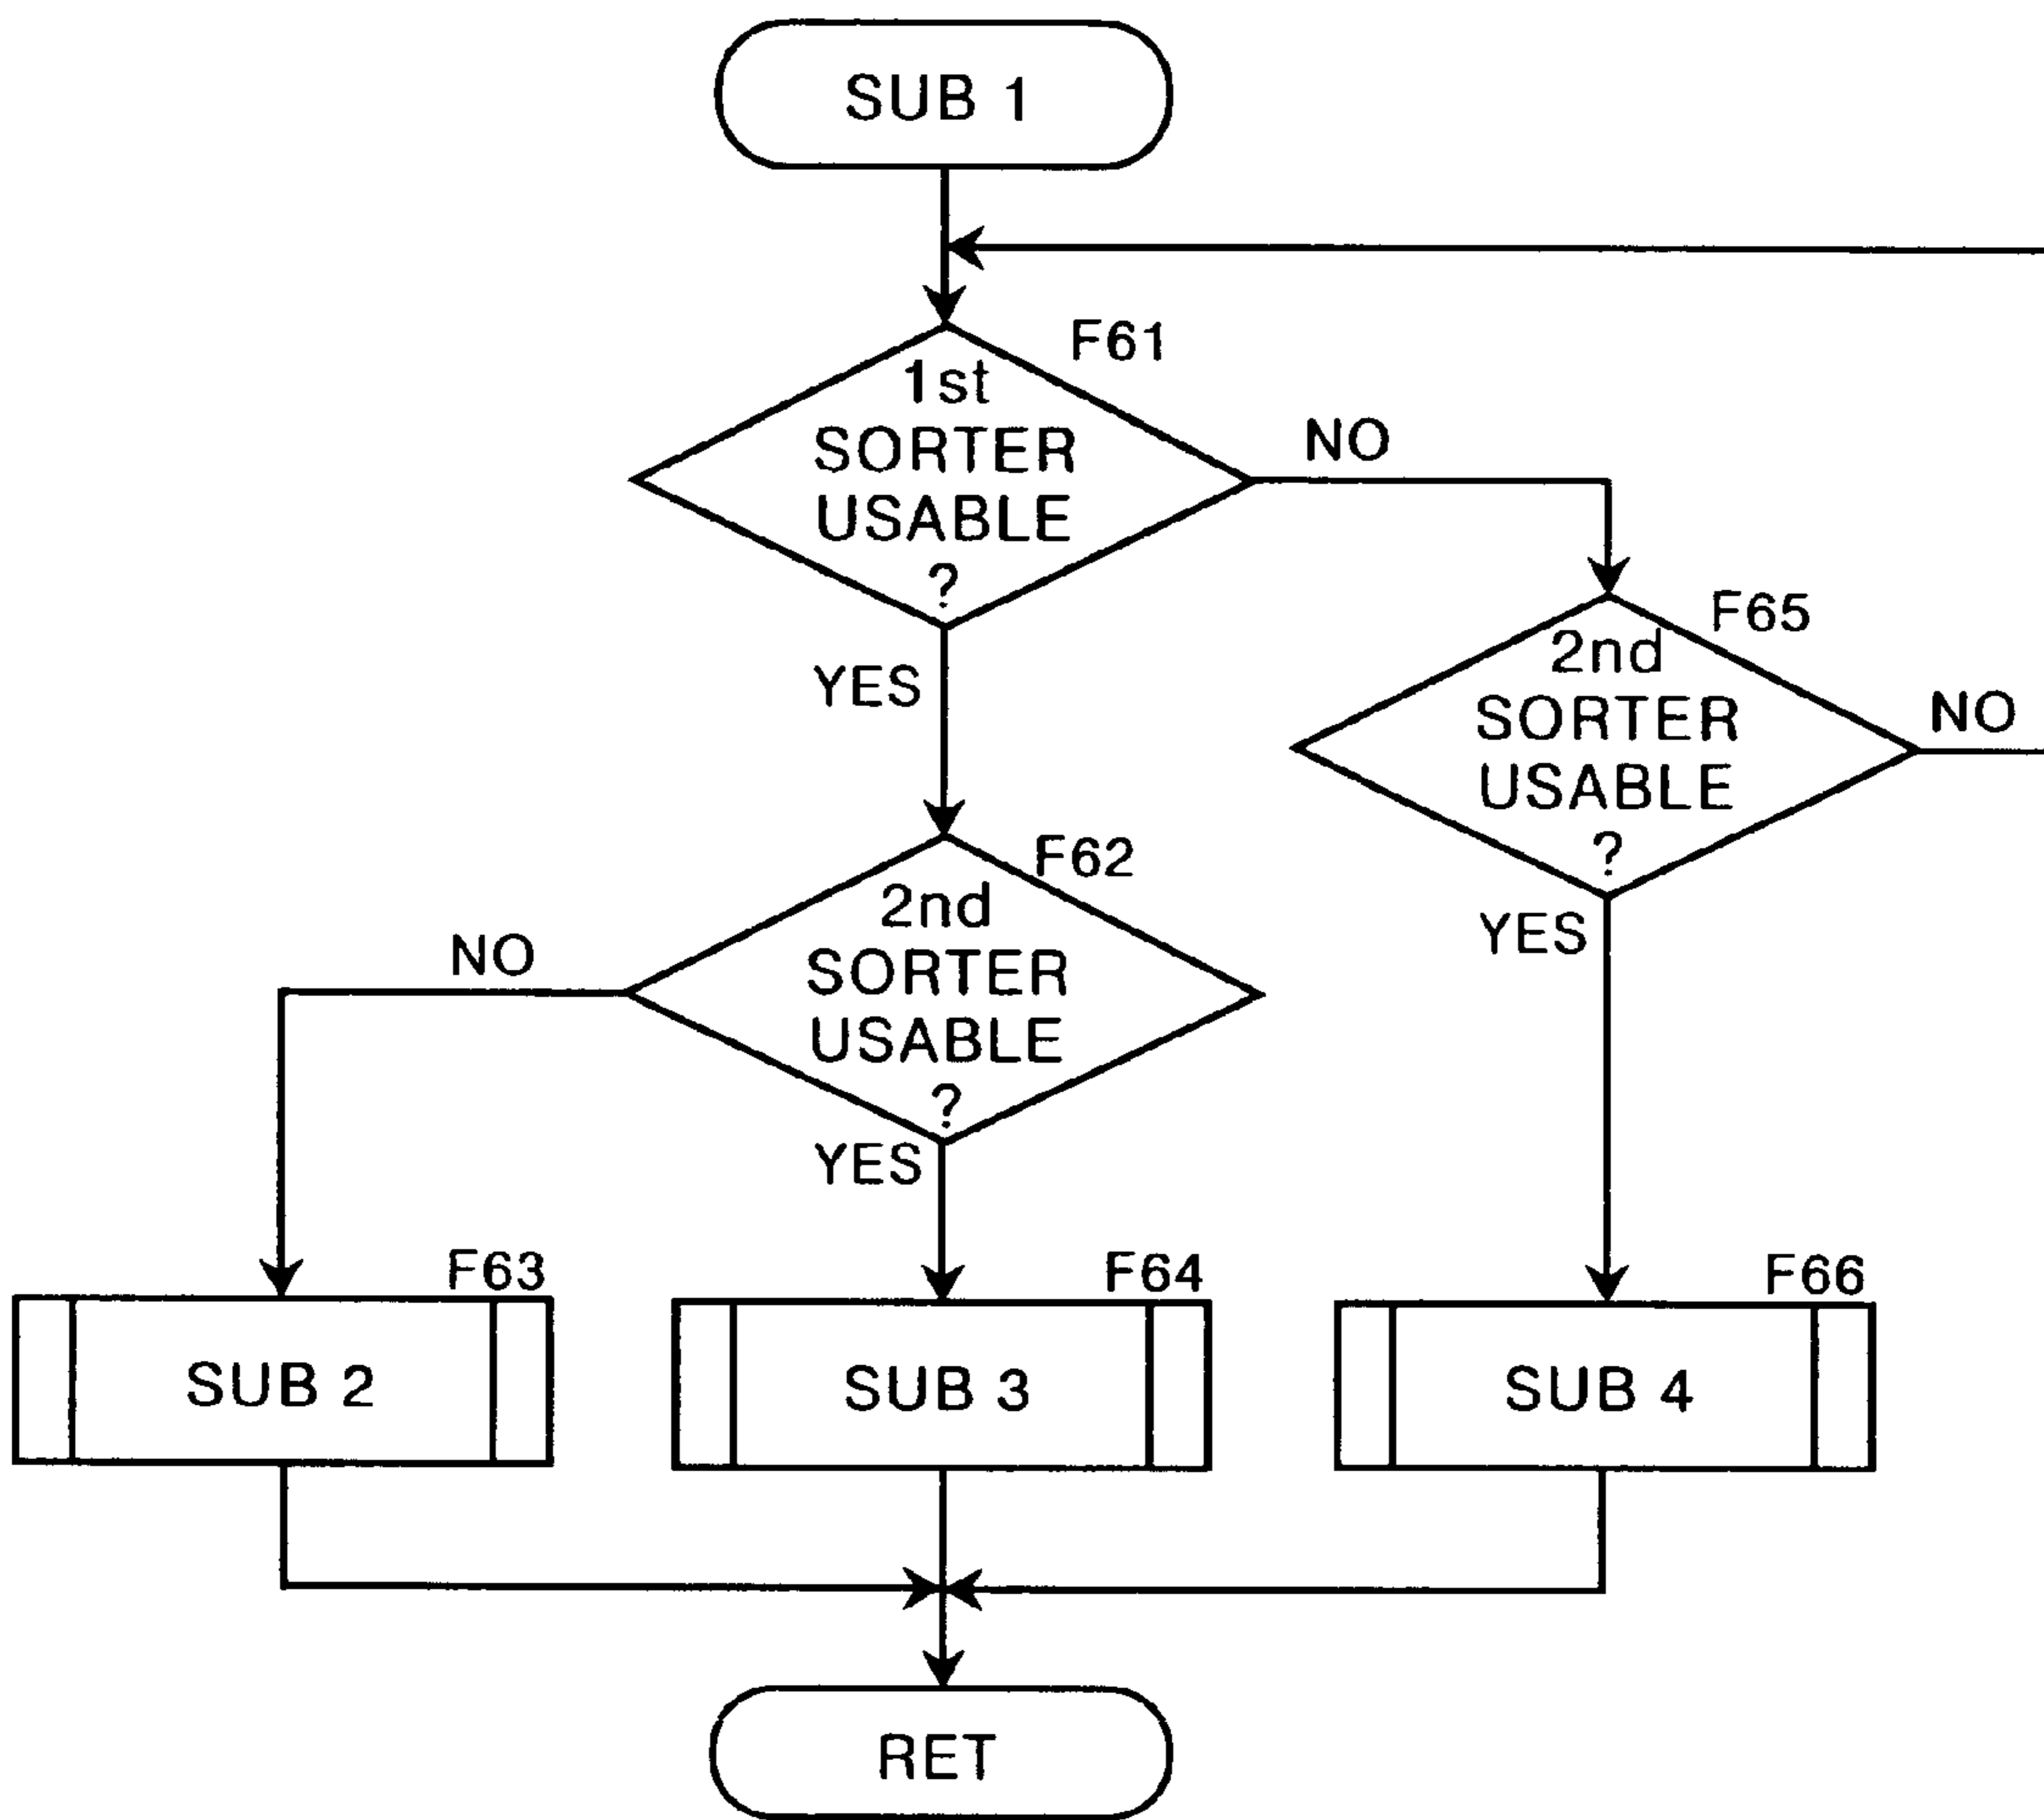 SUB 1
F61
1st
SORTER
USABLE
?
NO
YES
F65
2nd
SORTER
USABLE
?
NO
YES
F62
2nd
SORTER
USABLE
?
NO
YES
F63
SUB 2
F64
SUB 3
F66
SUB 4
RET